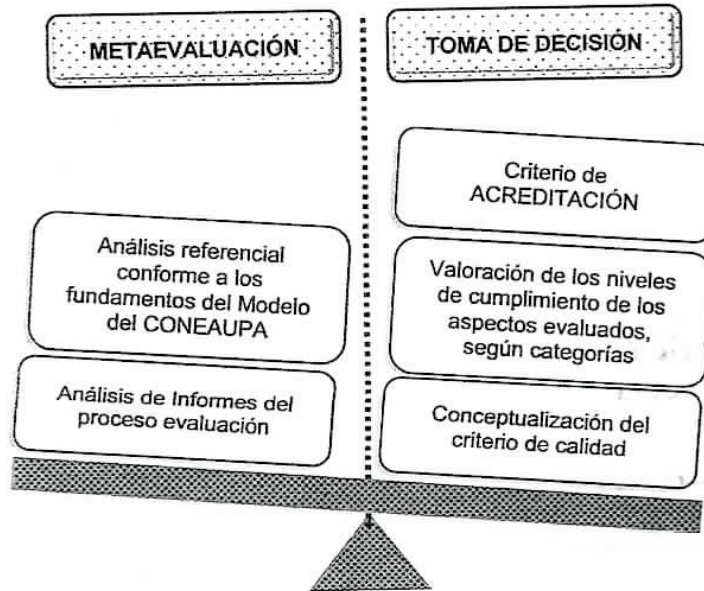 METAEVALUACIÓN
Análisis referencial
conforme a los
fundamentos del Modelo
del CONEAUPA
Análisis de Informes del
proceso evaluación
TOMA DE DECISIÓN
Criterio de
ACREDITACIÓN
Valoración de los niveles
de cumplimiento de los
aspectos evaluados,
según categorías
Conceptualización del
criterio de calidad